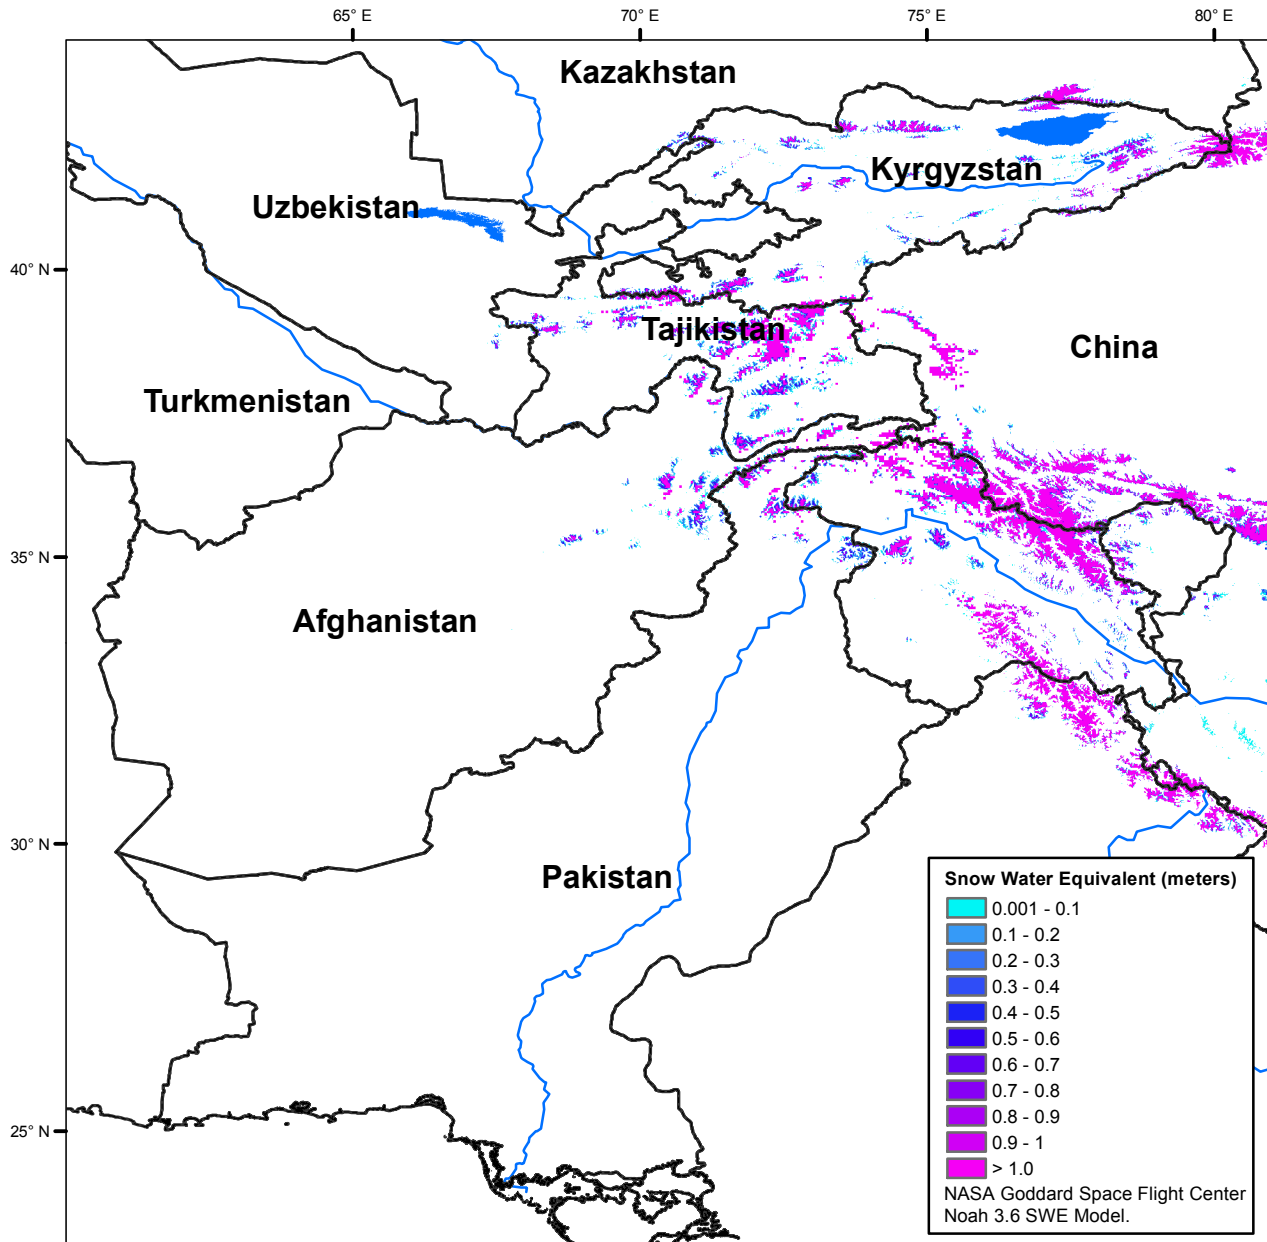 65° E 70° E 75° E 80° E
Kazakhstan
Kyrgyzstan
Uzbekistan
40° N
Tajikistan
China
Turkmenistan
35° N
Afghanistan
30° N
Pakistan
25° N
Snow Water Equivalent (meters)
0.001 - 0.1
0.1 - 0.2
0.2 - 0.3
0.3 - 0.4
0.4 - 0.5
0.5 - 0.6
0.6 - 0.7
0.7 - 0.8
0.8 - 0.9
0.9 - 1
> 1.0
NASA Goddard Space Flight Center
Noah 3.6 SWE Model.